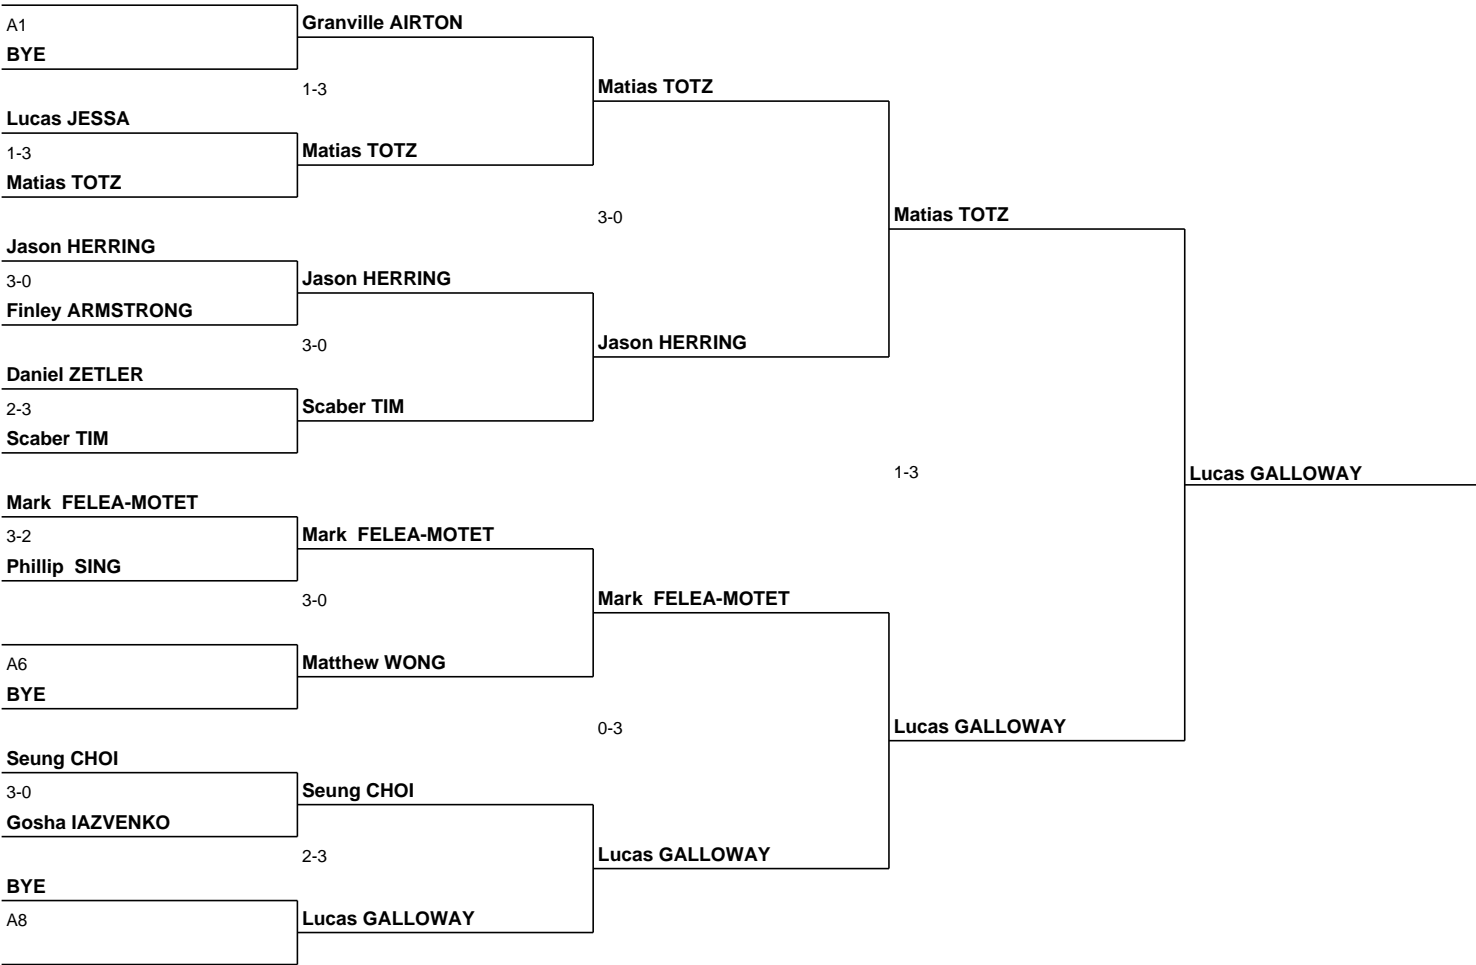 A1
BYE
Lucas JESSA
1-3
Matias TOTZ
Jason HERRING
3-0
Finley ARMSTRONG
Daniel ZETLER
2-3
Scaber TIM
Mark  FELEA-MOTET
3-2
Phillip  SING
A6
BYE
Seung CHOI
3-0
Gosha IAZVENKO
BYE
A8
Granville AIRTON
1-3
Matias TOTZ
Jason HERRING
3-0
Scaber TIM
Mark  FELEA-MOTET
3-0
Matthew WONG
Seung CHOI
2-3
Lucas GALLOWAY
Matias TOTZ
3-0
Jason HERRING
Mark  FELEA-MOTET
0-3
Lucas GALLOWAY
Matias TOTZ
1-3
Lucas GALLOWAY
Lucas GALLOWAY